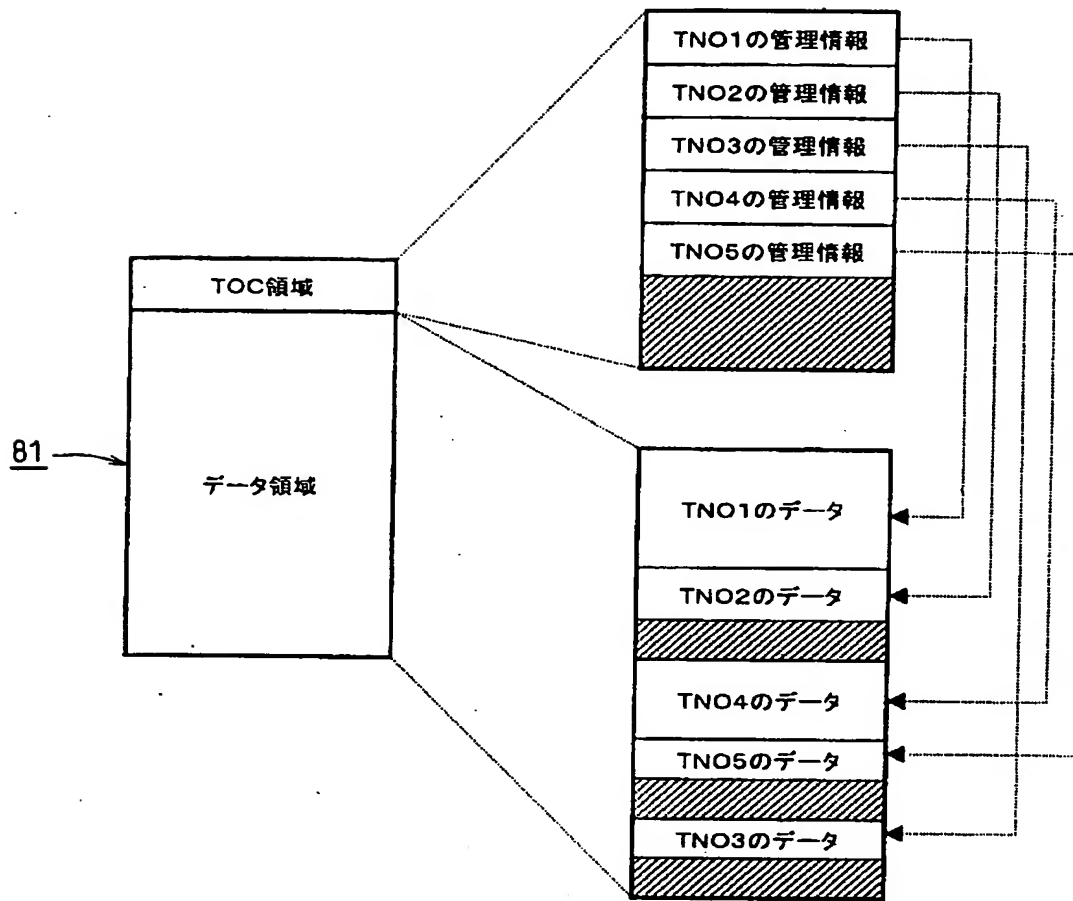 TNO1の管理情報
TNO2の管理情報
TNO3の管理情報
TNO4の管理情報
TNO5の管理情報
TOC領域
81
データ領域
TNO1のデータ
TNO2のデータ
TNO4のデータ
TNO5のデータ
TNO3のデータ